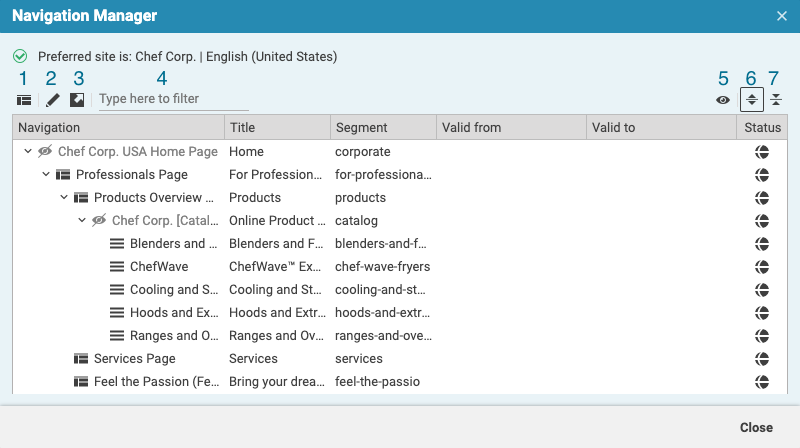 Navigation Manager
Preferred site is: Chef Corp. | English (United States)
1 2 3 4 5 6 7
Type here to filter
Navigation Title Segment Valid from Valid to Status
Chef Corp. USA Home Page Home corporate
Professionals Page For Profession... for-professiona...
Products Overview ... Products products
Chef Corp. [Catal... Online Product ... catalog
Blenders and ... Blenders and F... blenders-and-f...
ChefWave ChefWave™ Ex... chef-wave-fryers
Cooling and S... Cooling and St... cooling-and-st...
Hoods and Ex... Hoods and Extr... hoods-and-extr...
Ranges and O... Ranges and Ov... ranges-and-ove...
Services Page Services services
Feel the Passion (Fe... Bring your drea... feel-the-passio
Close